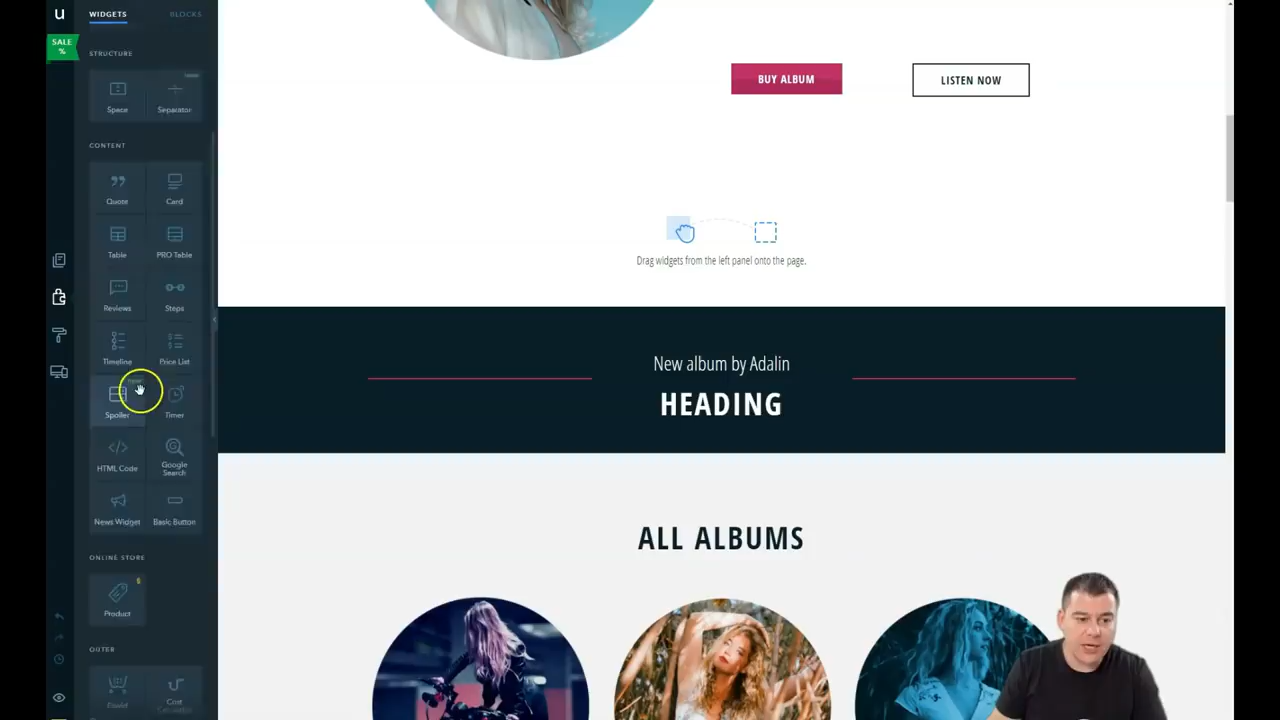 u
WIDGETS
BLOCKS
SALE
%
STRUCTURE
Space
Separator
CONTENT
Quote
Card
Table
PRO Table
Reviews
Steps
Timeline
Price List
Spoiler
Timer
HTML Code
Google
Search
News Widget
Basic Button
ONLINE STORE
$
Product
OUTER
BUY ALBUM
LISTEN NOW
Drag widgets from the left panel onto the page.
New album by Adalin
HEADING
ALL ALBUMS